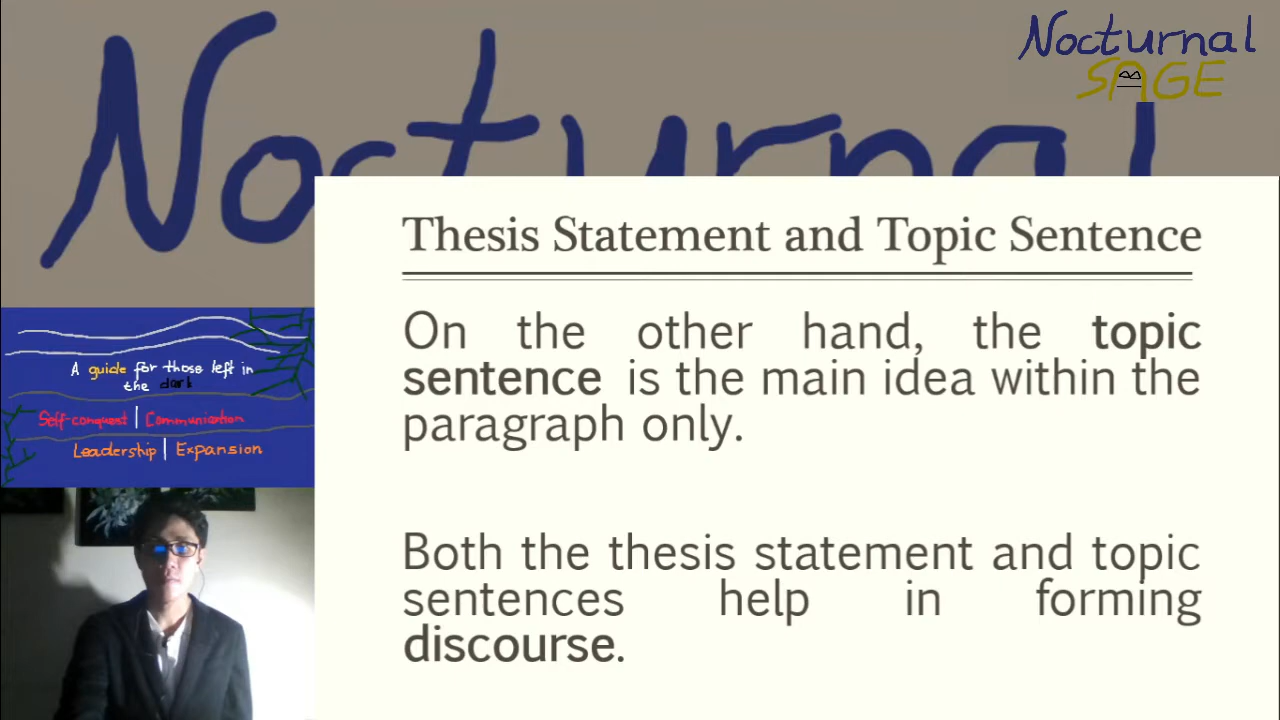 Nocturnal
Nocturnal
SAGE
Thesis Statement and Topic Sentence
On the other hand, the topic
sentence is the main idea within the
paragraph only.
Both the thesis statement and topic
sentences help in forming
discourse.
A guide for those left in
the dark
Self-conquest | Communication
Leadership | Expansion